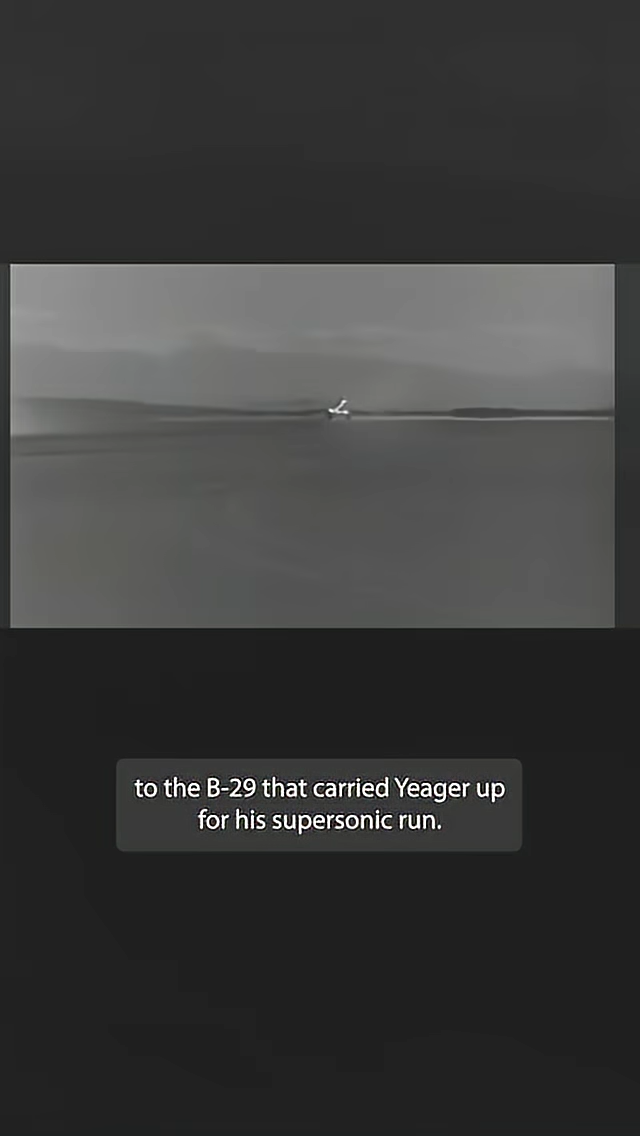 to the B-29 that carried Yeager up
for his supersonic run.